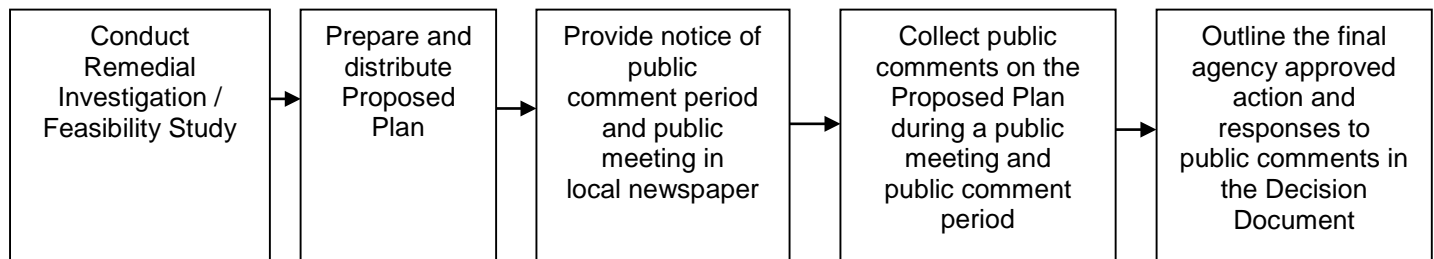 Conduct
Remedial
Investigation /
Feasibility Study
Prepare and
distribute
Proposed
Plan
Provide notice of
public
comment period
and public
meeting in
local newspaper
Collect public
comments on the
Proposed Plan
during a public
meeting and
public comment
period
Outline the final
agency approved
action and
responses to
public comments in
the Decision
Document